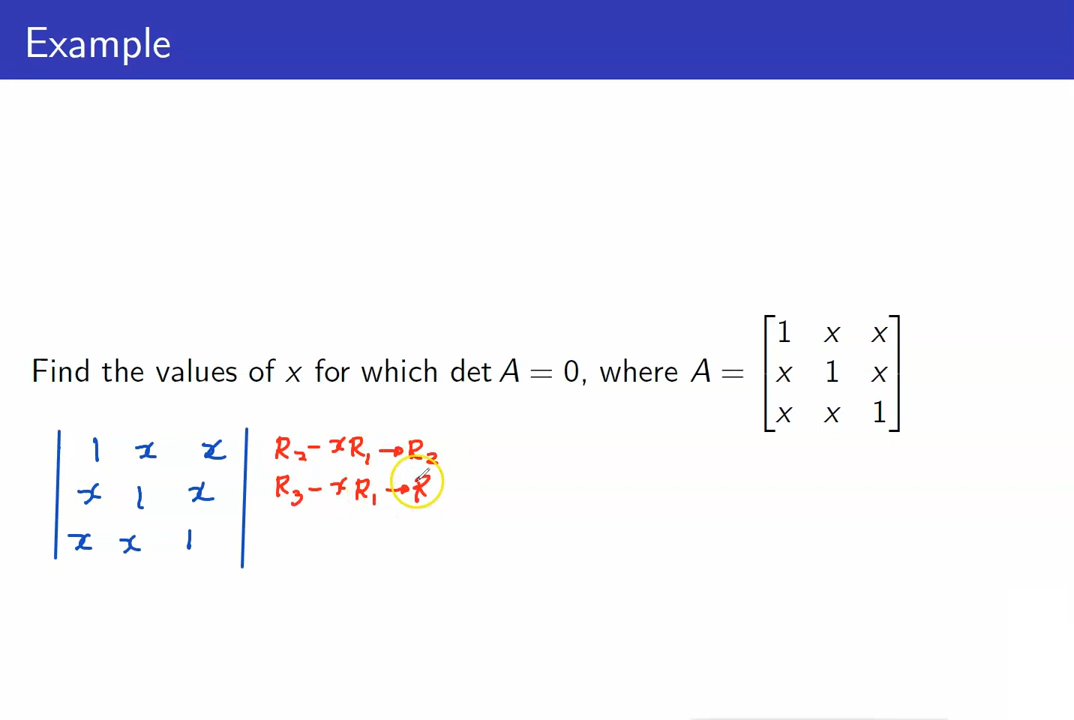 Example
Find the values of x for which det A = 0, where A = [1 x x
x 1 x
x x 1]
| 1 x x | R₂ - xR₁ → R₂
x 1 x R₃ - xR₁ → R
x x 1